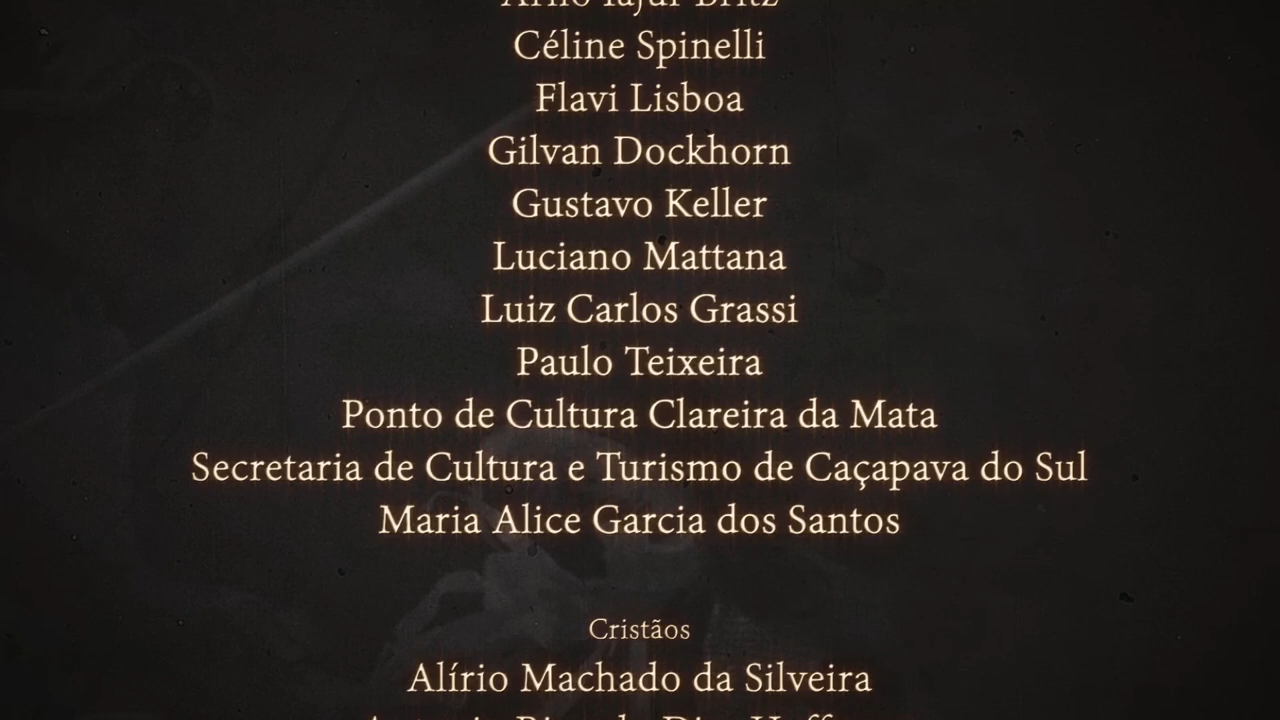 Céline Spinelli
Flavi Lisboa
Gilvan Dockhorn
Gustavo Keller
Luciano Mattana
Luiz Carlos Grassi
Paulo Teixeira
Ponto de Cultura Clareira da Mata
Secretaria de Cultura e Turismo de Caçapava do Sul
Maria Alice Garcia dos Santos
Cristãos
Alírio Machado da Silveira